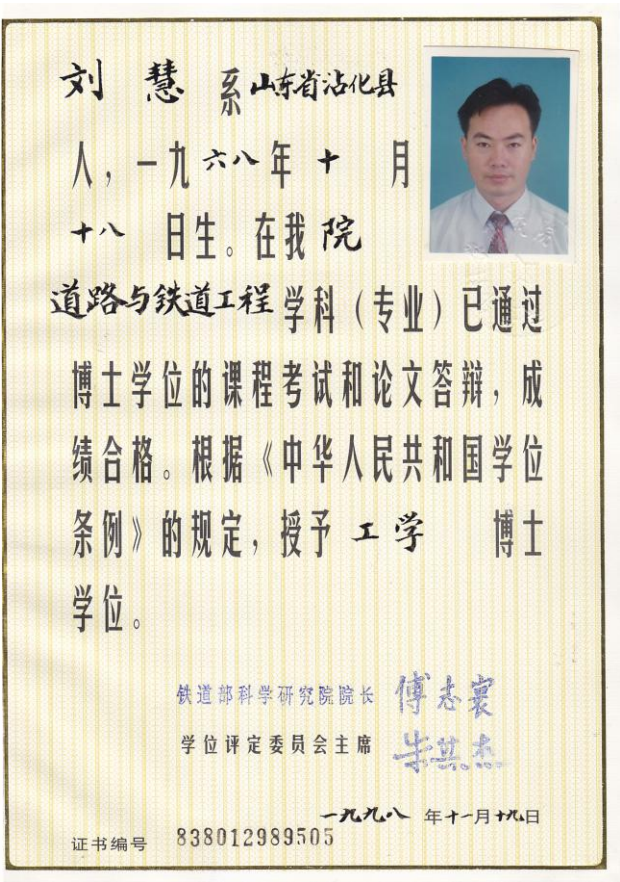 刘 慧 系山东省沾化县
人，一九六八年十 月
十八 日生。在我院
道路与铁道工程学科（专业）已通过
博士学位的课程考试和论文答辩，成
绩合格。根据《中华人民共和国学位
条例》的规定，授予 工学 博士
学位。
铁道部科学研究院院长 傅志寰
学位评定委员会主席 朱其杰
一九九八 年十一月十九日
证书编号 838012989505